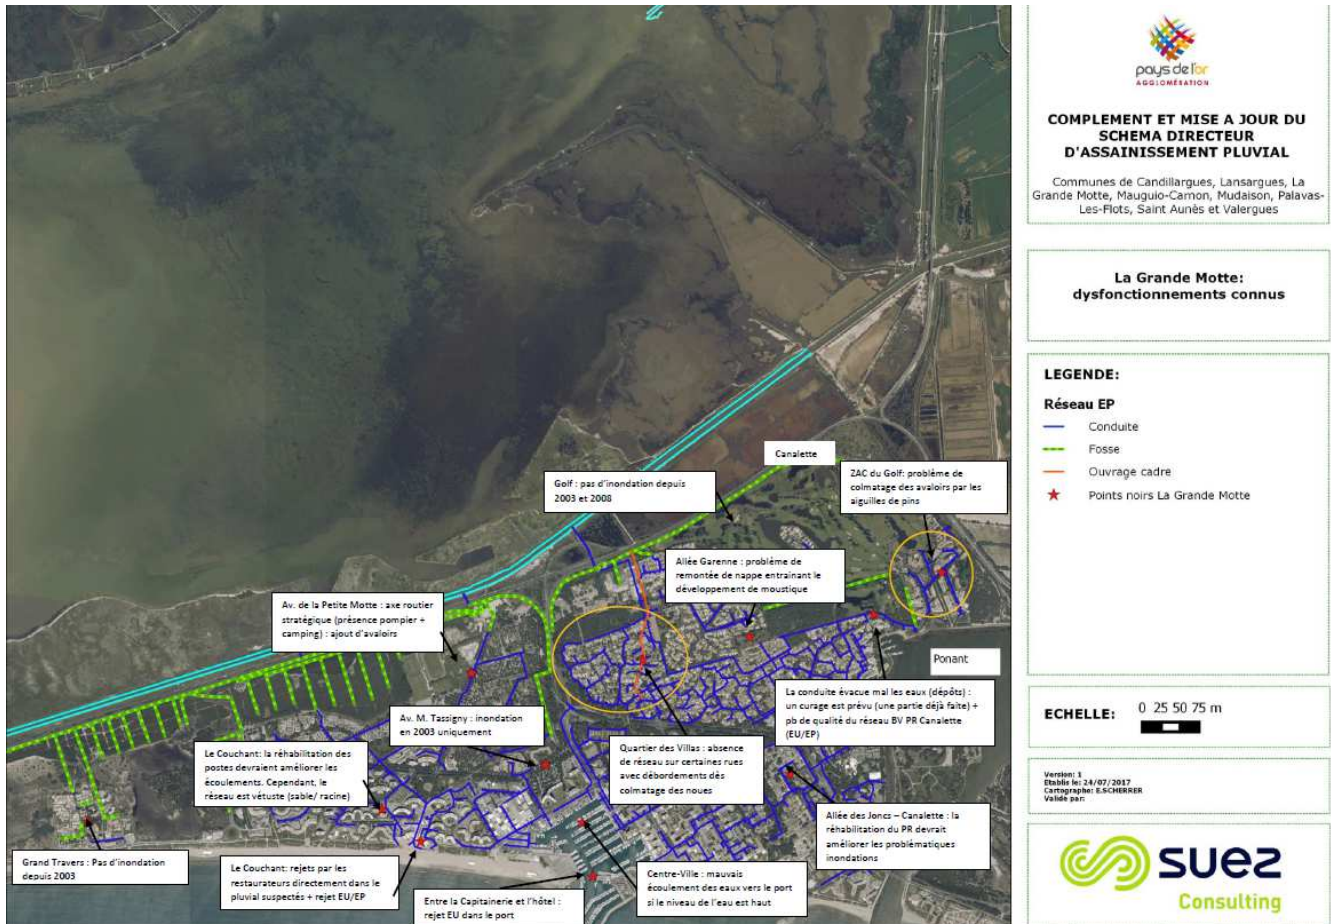 Canalette
Golf : pas d'inondation depuis
2003 et 2008
ZAC du Golf: problème de
colmatage des avaloirs par les
aiguilles de pins
Allée Garenne : problème de
remontée de nappe entrainant le
développement de moustique
Av. de la Petite Motte : axe routier
stratégique (présence pompier +
camping) : ajout d'avaloirs
Ponant
La conduite évacue mal les eaux (dépôts) :
un curage est prévu (une partie déjà faite) +
pb de qualité du réseau BV PR Canalette
(EU/EP)
Av. M. Tassigny : inondation
en 2003 uniquement
Quartier des Villas : absence
de réseau sur certaines rues
avec débordements dès
colmatage des noues
Le Couchant: la réhabilitation des
postes devraient améliorer les
écoulements. Cependant, le
réseau est vétuste (sable/ racine)
Allée des Joncs – Canalette : la
réhabilitation du PR devrait
améliorer les problématiques
inondations
Grand Travers : Pas d'inondation
depuis 2003
Le Couchant: rejets par les
restaurateurs directement dans le
pluvial suspectés + rejet EU/EP
Entre la Capitainerie et l'hôtel :
rejet EU dans le port
Centre-Ville : mauvais
écoulement des eaux vers le port
si le niveau de l'eau est haut
pays de l'or
AGGLOMÉRATION
COMPLEMENT ET MISE A JOUR DU
SCHEMA DIRECTEUR
D'ASSAINISSEMENT PLUVIAL
Communes de Candillargues, Lansargues, La
Grande Motte, Mauguio-Carnon, Mudaison, Palavas-
Les-Flots, Saint Aunès et Valergues
La Grande Motte:
dysfonctionnements connus
LEGENDE:
Réseau EP
Conduite
Fosse
Ouvrage cadre
Points noirs La Grande Motte
ECHELLE: 0 25 50 75 m
Version: 1
Etablis le: 24/07/2017
Cartographe: E.SCHERRER
Validé par:
suez
Consulting